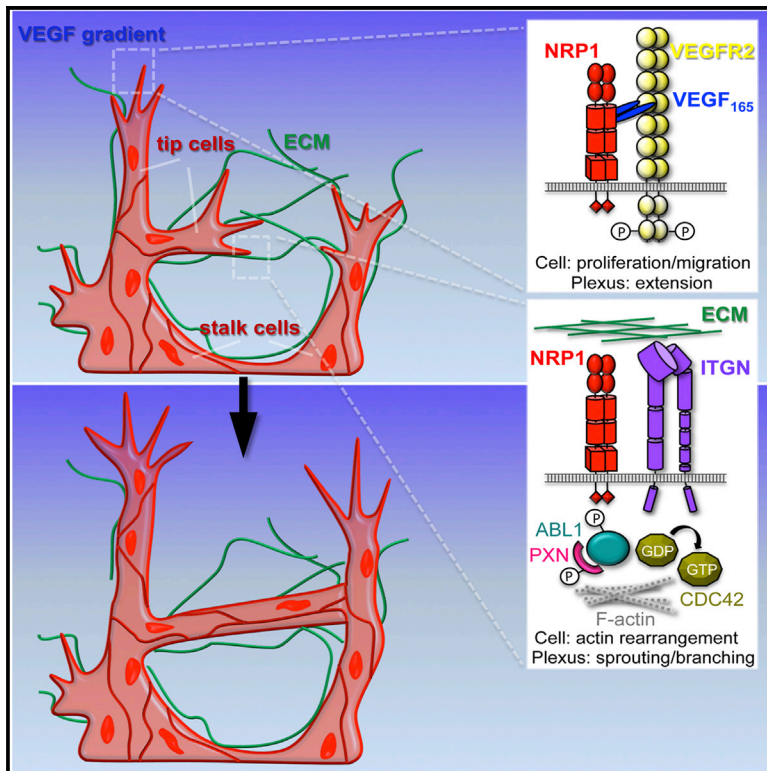 VEGF gradient
tip cells
ECM
stalk cells
NRP1
VEGFR2
VEGF165
P
P
Cell: proliferation/migration
Plexus: extension
ECM
NRP1
ITGN
P
ABL1
PXN
P
GDP
GTP
CDC42
F-actin
Cell: actin rearrangement
Plexus: sprouting/branching